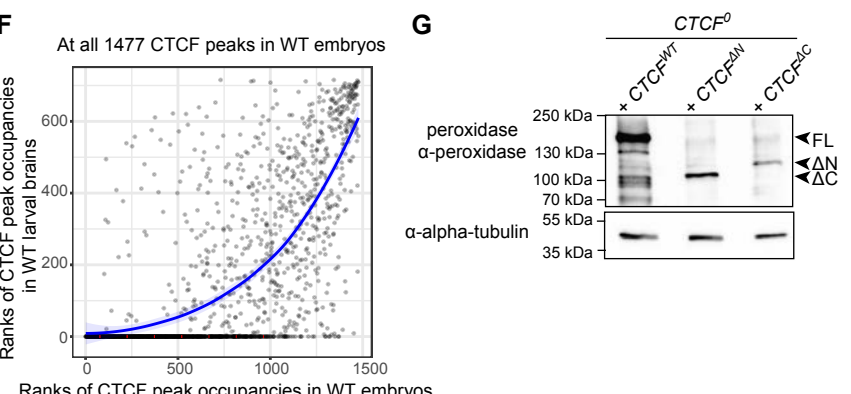 F
At all 1477 CTCF peaks in WT embryos
Ranks of CTCF peak occupancies
in WT larval brains
600
400
200
0
0 500 1000 1500
Ranks of CTCF peak occupancies in WT embryos
G
CTCF⁰
+ CTCFᵂᵀ + CTCFᐞᴺ + CTCFᐞC
peroxidase
α-peroxidase
250 kDa
130 kDa
100 kDa
70 kDa
FL
ΔN
ΔC
α-alpha-tubulin
55 kDa
35 kDa